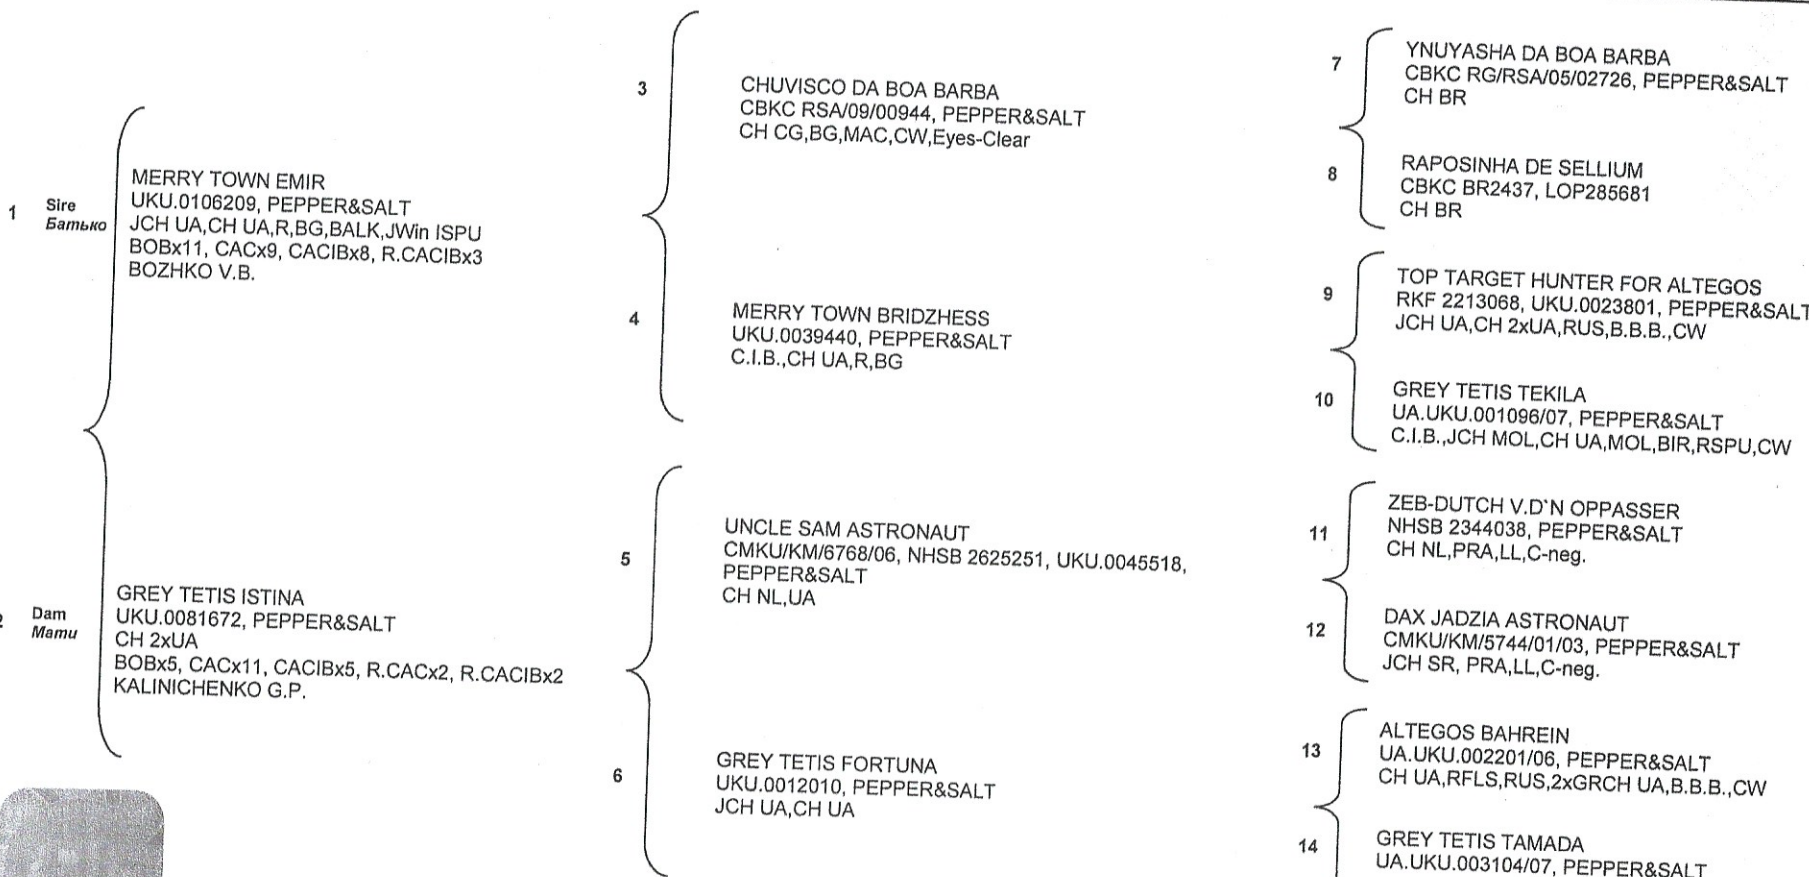 1 Sire
Батько
MERRY TOWN EMIR
UKU.0106209, PEPPER&SALT
JCH UA,CH UA,R,BG,BALK,JWin ISPU
BOBx11, CACx9, CACIBx8, R.CACIBx3
BOZHKO V.B.
2 Dam
Мати
GREY TETIS ISTINA
UKU.0081672, PEPPER&SALT
CH 2xUA
BOBx5, CACx11, CACIBx5, R.CACx2, R.CACIBx2
KALINICHENKO G.P.
3
CHUVISCO DA BOA BARBA
CBKC RSA/09/00944, PEPPER&SALT
CH CG,BG,MAC,CW,Eyes-Clear
4
MERRY TOWN BRIDZHESS
UKU.0039440, PEPPER&SALT
C.I.B.,CH UA,R,BG
5
UNCLE SAM ASTRONAUT
CMKU/KM/6768/06, NHSB 2625251, UKU.0045518,
PEPPER&SALT
CH NL,UA
6
GREY TETIS FORTUNA
UKU.0012010, PEPPER&SALT
JCH UA,CH UA
7
YNUYASHA DA BOA BARBA
CBKC RG/RSA/05/02726, PEPPER&SALT
CH BR
8
RAPOSINHA DE SELLIUM
CBKC BR2437, LOP285681
CH BR
9
TOP TARGET HUNTER FOR ALTEGOS
RKF 2213068, UKU.0023801, PEPPER&SALT
JCH UA,CH 2xUA,RUS,B.B.B.,CW
10
GREY TETIS TEKILA
UA.UKU.001096/07, PEPPER&SALT
C.I.B.,JCH MOL,CH UA,MOL,BIR,RSPU,CW
11
ZEB-DUTCH V.D`N OPPASSER
NHSB 2344038, PEPPER&SALT
CH NL,PRA,LL,C-neg.
12
DAX JADZIA ASTRONAUT
CMKU/KM/5744/01/03, PEPPER&SALT
JCH SR, PRA,LL,C-neg.
13
ALTEGOS BAHREIN
UA.UKU.002201/06, PEPPER&SALT
CH UA,RFLS,RUS,2xGRCH UA,B.B.B.,CW
14
GREY TETIS TAMADA
UA.UKU.003104/07, PEPPER&SALT